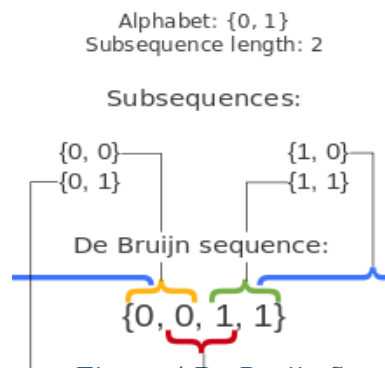 Alphabet: {0, 1}
Subsequence length: 2
Subsequences:
{0, 0} {1, 0}
{0, 1} {1, 1}
De Bruijn sequence:
{0, 0, 1, 1}